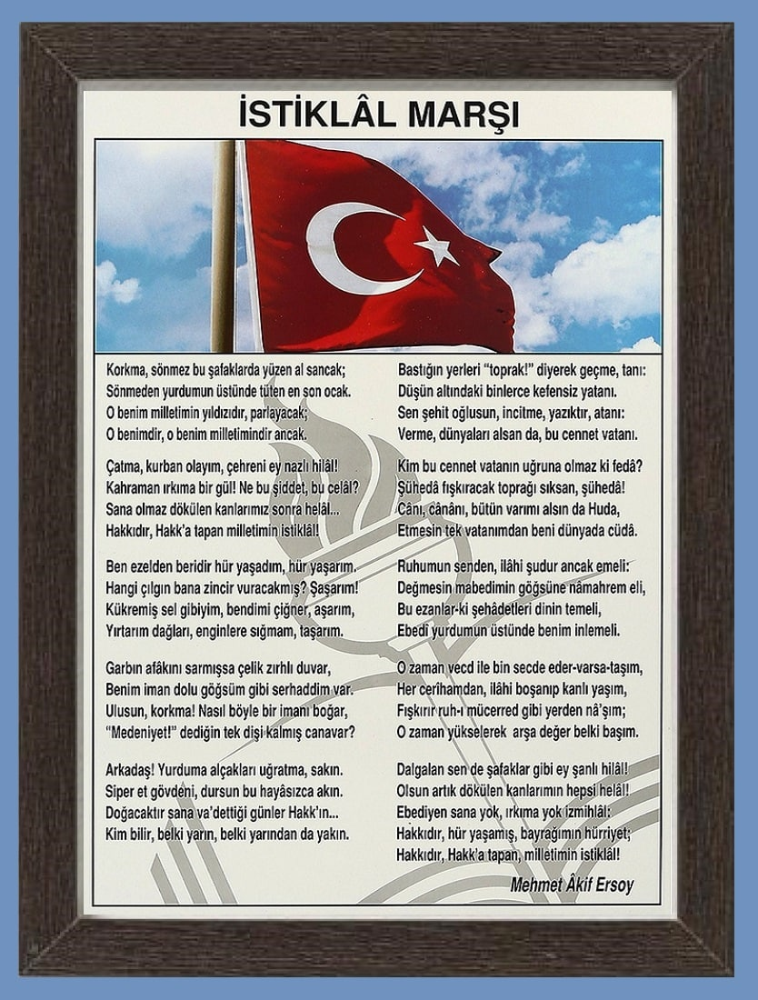 İSTİKLÂL MARŞI
Korkma, sönmez bu şafaklarda yüzen al sancak;
Sönmeden yurdumun üstünde tüten en son ocak.
O benim milletimin yıldızıdır, parlayacak;
O benimdir, o benim milletimindir ancak.
Çatma, kurban olayım, çehreni ey nazlı hilâl!
Kahraman ırkıma bir gül! Ne bu şiddet, bu celâl?
Sana olmaz dökülen kanlarımız sonra helâl...
Hakkıdır, Hakk'a tapan milletimin istiklâl!
Ben ezelden beridir hür yaşadım, hür yaşarım.
Hangi çılgın bana zincir vuracakmış? Şaşarım!
Kükremiş sel gibiyim, bendimi çiğner, aşarım,
Yırtarım dağları, enginlere sığmam, taşarım.
Garbın afâkını sarmışsa çelik zırhlı duvar,
Benim iman dolu göğsüm gibi serhaddim var.
Ulusun, korkma! Nasıl böyle bir imanı boğar,
"Medeniyet!" dediğin tek dişi kalmış canavar?
Arkadaş! Yurduma alçakları uğratma, sakın.
Siper et gövdeni, dursun bu hayâsızca akın.
Doğacaktır sana va'dettiği günler Hakk'ın...
Kim bilir, belki yarın, belki yarından da yakın.
Bastığın yerleri “toprak!” diyerek geçme, tanı:
Düşün altındaki binlerce kefensiz yatanı.
Sen şehit oğlusun, incitme, yazıktır, atanı:
Verme, dünyaları alsan da, bu cennet vatanı.
Kim bu cennet vatanın uğruna olmaz ki fedâ?
Şühedâ fışkıracak toprağı sıksan, şühedâ!
Cânı, cânânı, bütün varımı alsın da Huda,
Etmesin tek vatanımdan beni dünyada cüdâ.
Ruhumun senden, ilâhi şudur ancak emeli:
Değmesin mabedimin göğsüne nâmahrem eli,
Bu ezanlar-ki şehâdetleri dinin temeli,
Ebedî yurdumun üstünde benim inlemeli.
O zaman vecd ile bin secde eder-varsa-taşım,
Her cerîhamdan, ilâhi boşanıp kanlı yaşım,
Fışkırır ruh-ı mücerred gibi yerden nâ'şım;
O zaman yükselerek arşa değer belki başım.
Dalgalan sen de şafaklar gibi ey şanlı hilâl!
Olsun artık dökülen kanlarımın hepsi helâl!
Ebediyen sana yok, ırkıma yok izmihlâl:
Hakkıdır, hür yaşamış, bayrağımın hürriyet;
Hakkıdır, Hakk'a tapan, milletimin istiklâl!
Mehmet Âkif Ersoy